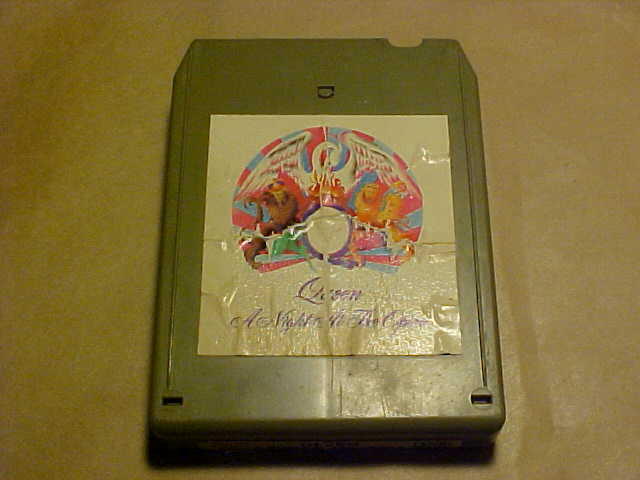 Queen
A Night At The Opera